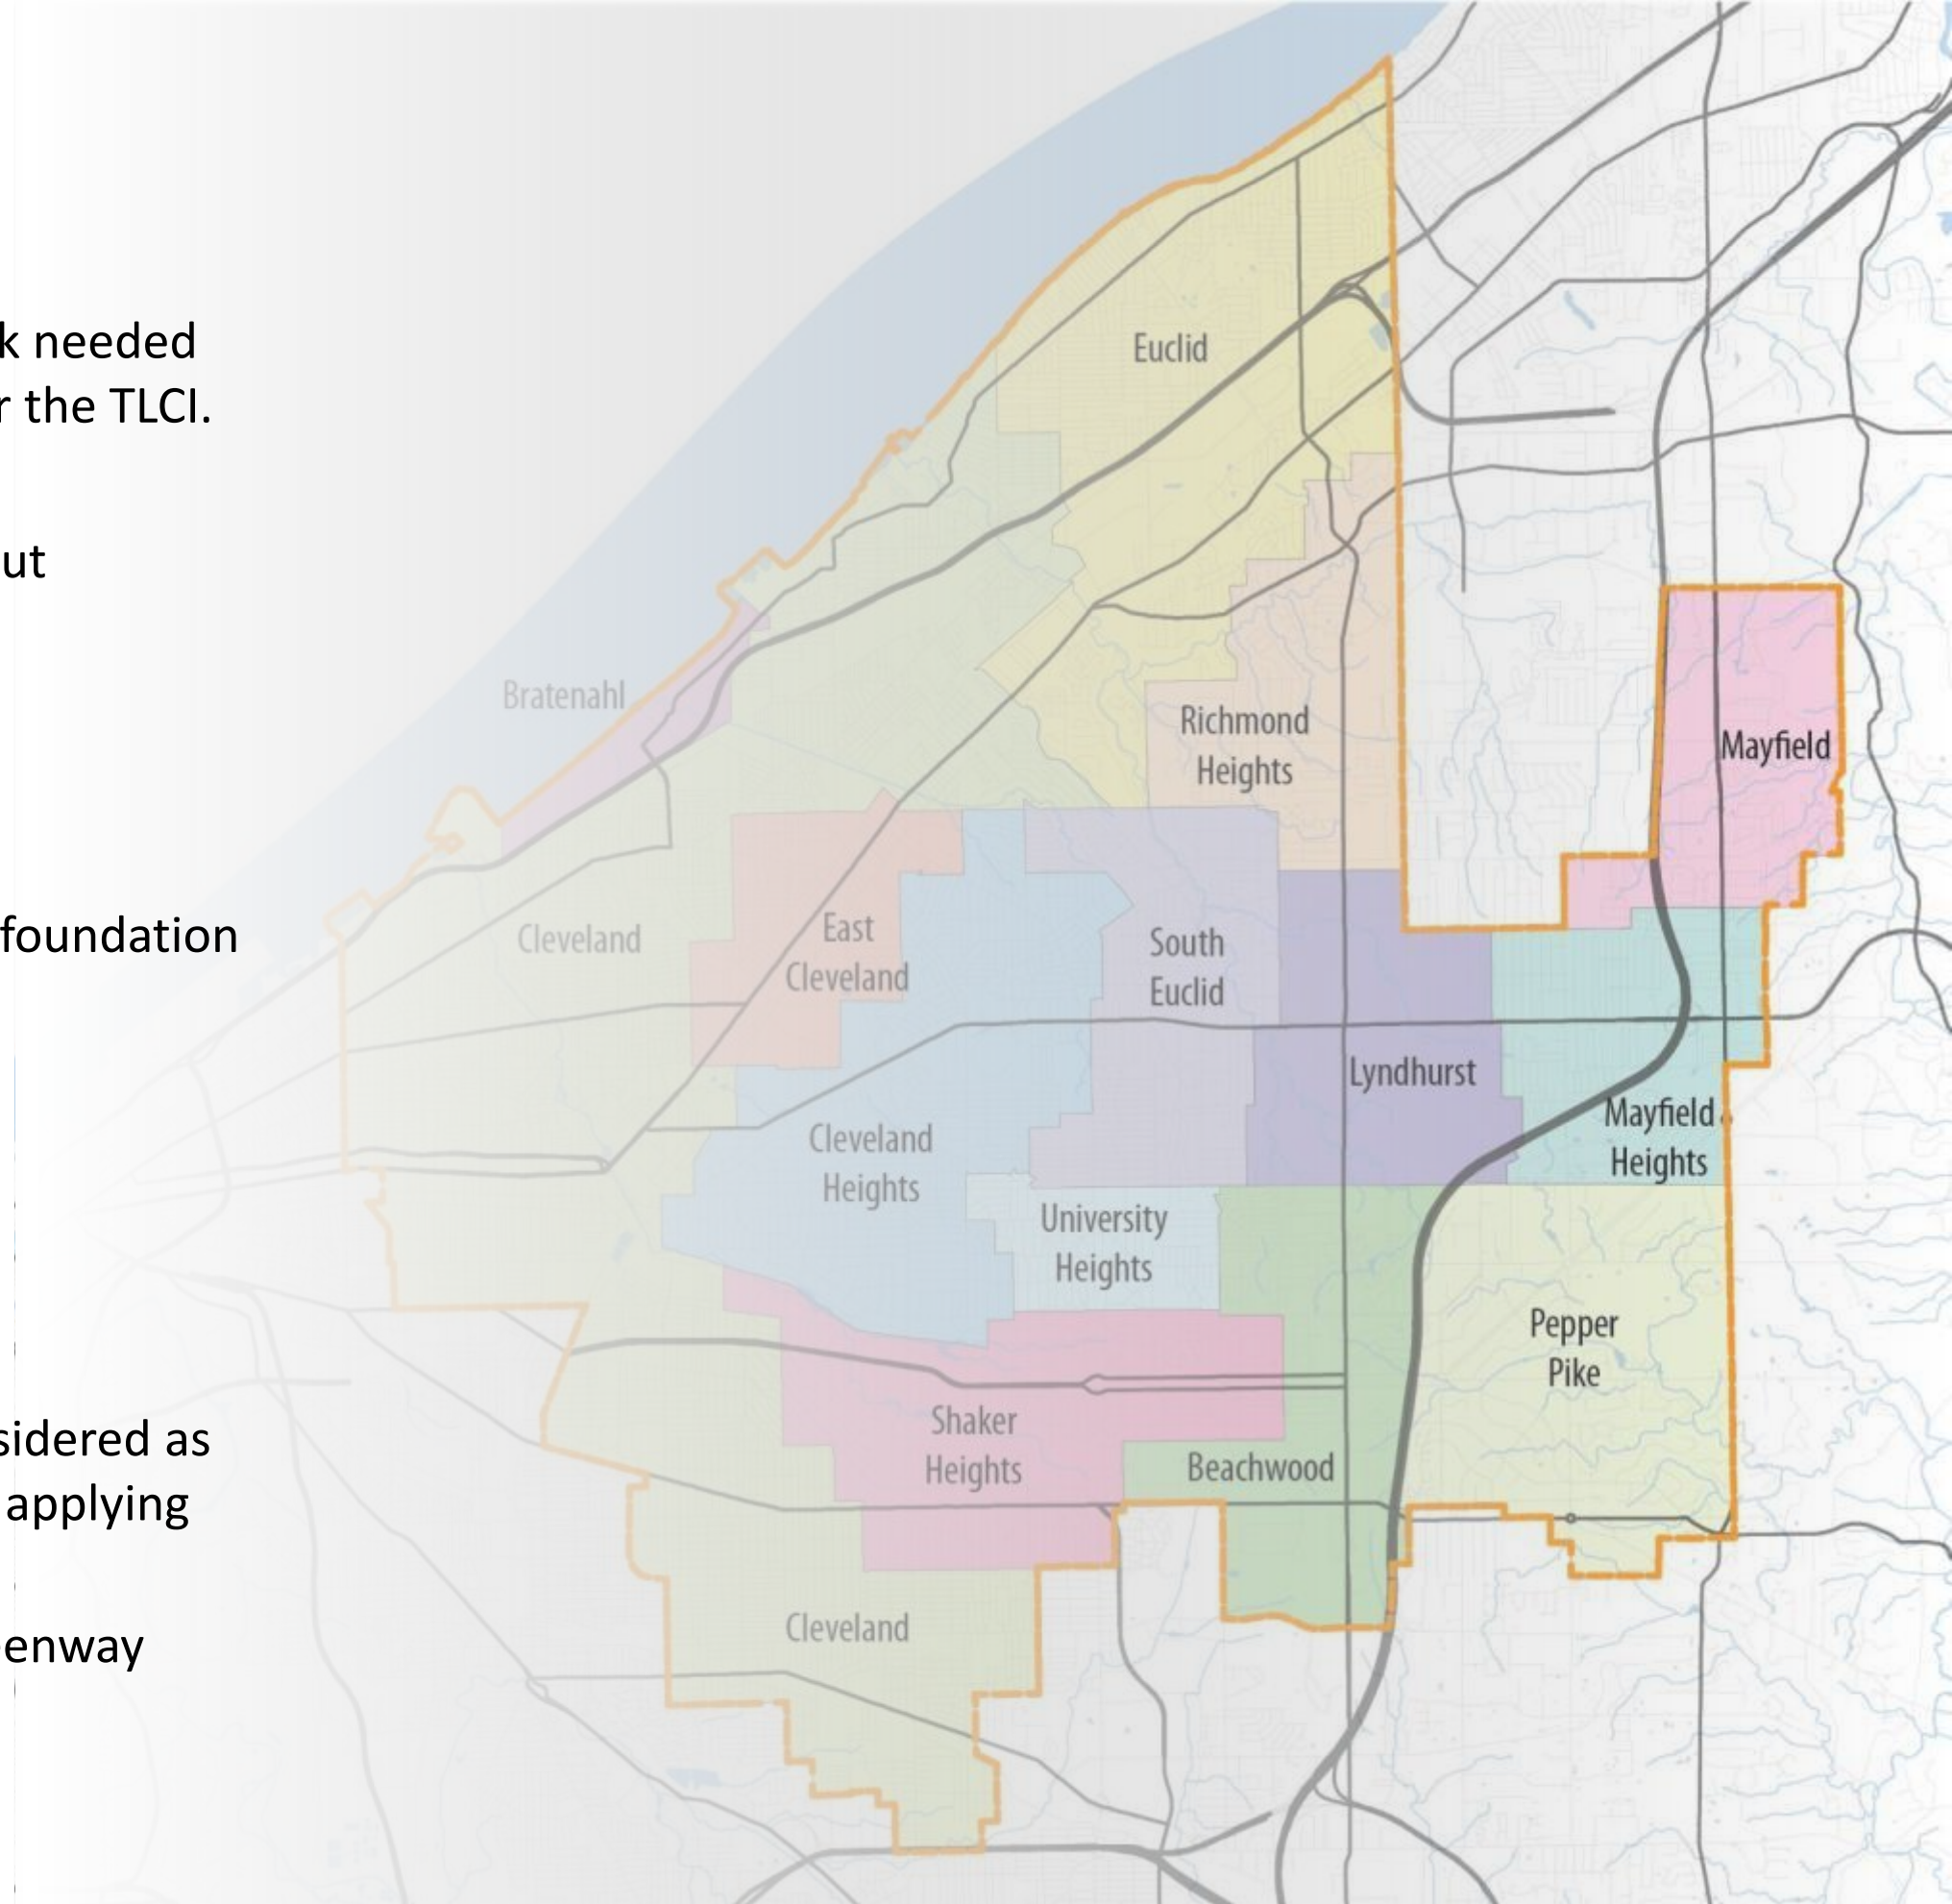 k needed
r the TLCI.
ut
foundation
sidered as
applying
enway
Euclid
Bratenahl
Richmond
Heights
Mayfield
Cleveland
East
Cleveland
South
Euclid
Lyndhurst
Mayfield
Heights
Cleveland
Heights
University
Heights
Pepper
Pike
Shaker
Heights
Beachwood
Cleveland